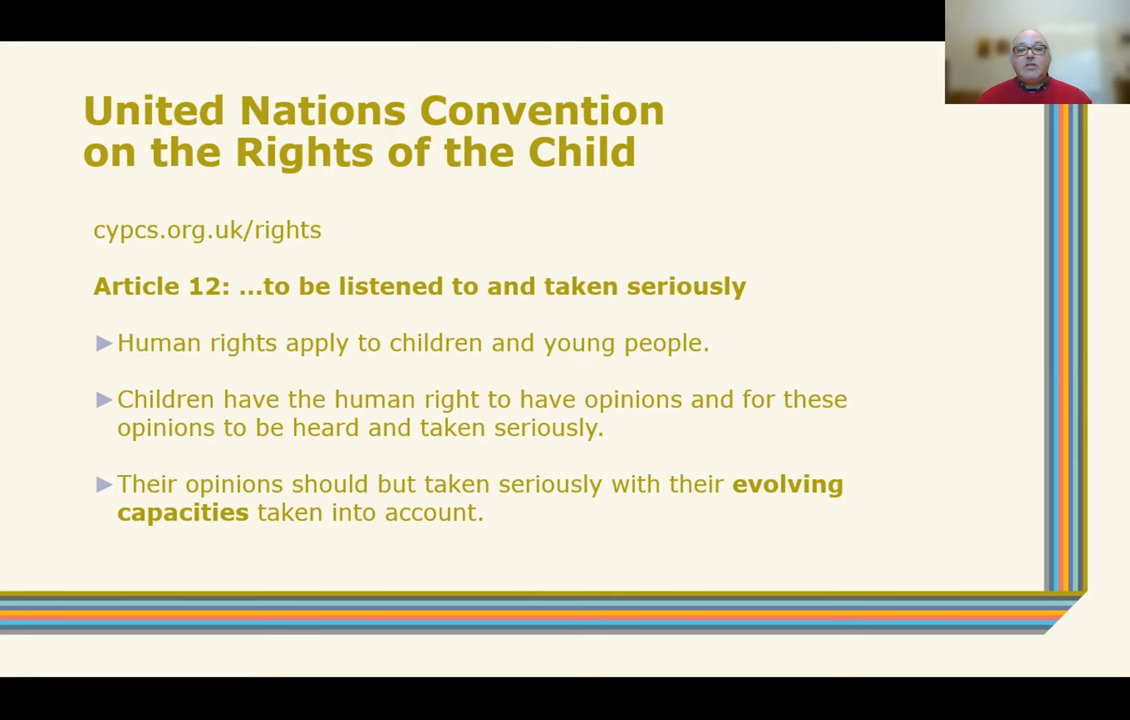 United Nations Convention
on the Rights of the Child
cypcs.org.uk/rights
Article 12: ...to be listened to and taken seriously
►Human rights apply to children and young people.
►Children have the human right to have opinions and for these
opinions to be heard and taken seriously.
►Their opinions should but taken seriously with their evolving
capacities taken into account.